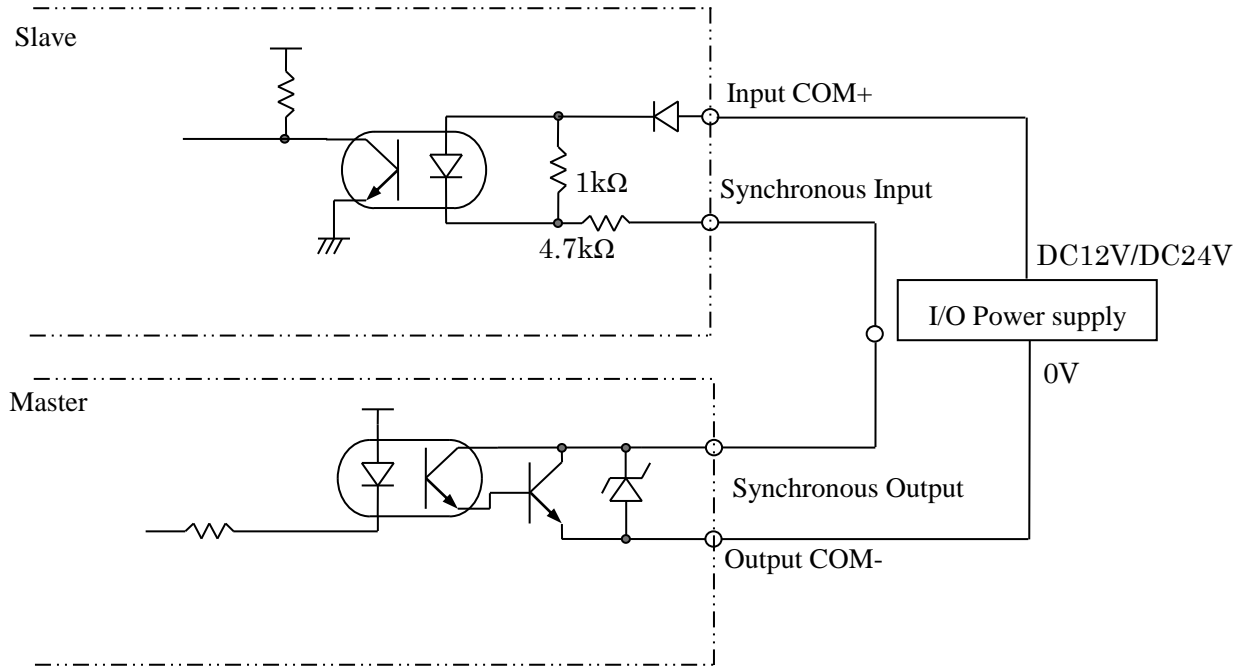 Slave
Input COM+
1kΩ
Synchronous Input
4.7kΩ
DC12V/DC24V
I/O Power supply
0V
Master
Synchronous Output
Output COM-